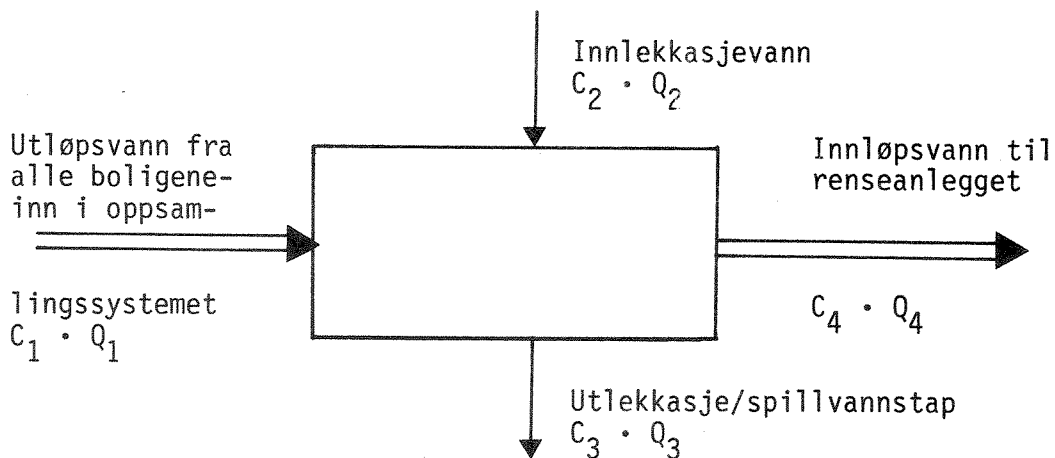 Innlekkasjevann
C₂ · Q₂
Utløpsvann fra
alle boligene-
inn i oppsam-
lingssystemet
C₁ · Q₁
Innløpsvann til
renseanlegget
C₄ · Q₄
Utlekkasje/spillvannstap
C₃ · Q₃